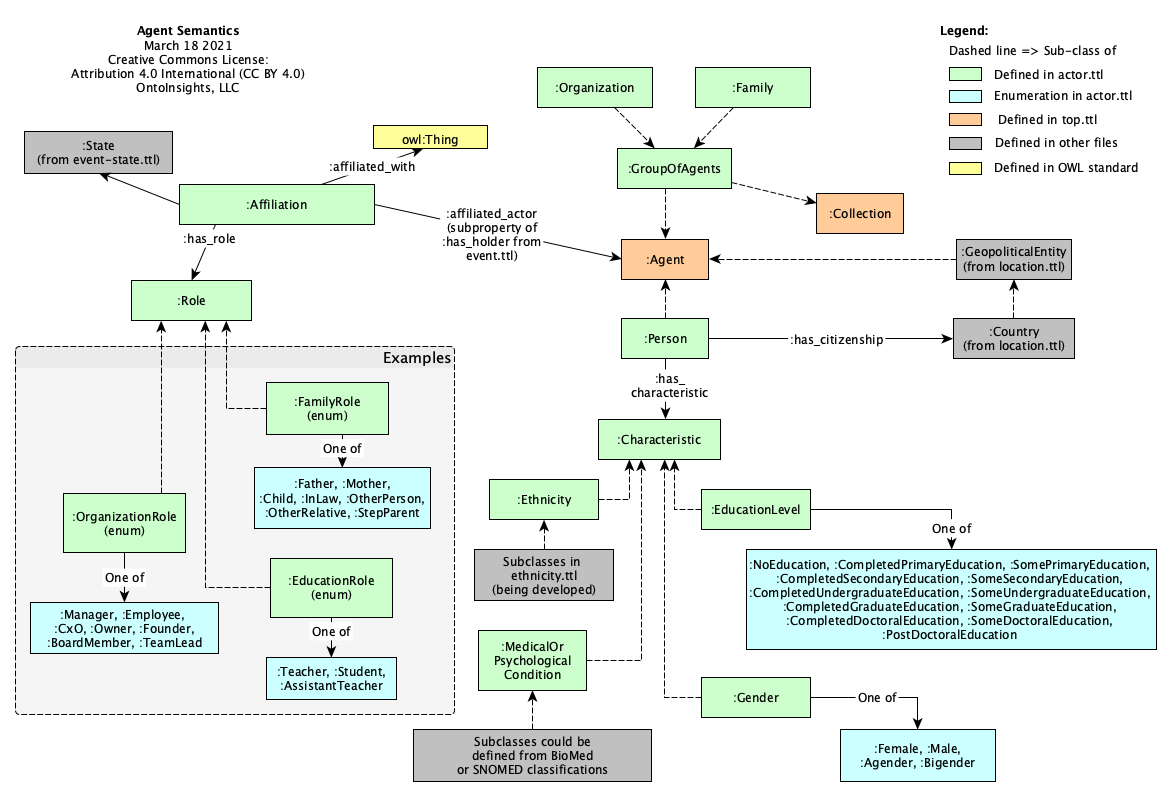 Agent Semantics
March 18 2021
Creative Commons License:
Attribution 4.0 International (CC BY 4.0)
OntoInsights, LLC
Legend:
Dashed line => Sub-class of
Defined in actor.ttl
Enumeration in actor.ttl
Defined in top.ttl
Defined in other files
Defined in OWL standard
:Organization
:Family
:State
(from event-state.ttl)
owl:Thing
:affiliated_with
:GroupOfAgents
:Affiliation
:Collection
:affiliated_actor
(subproperty of
:has_holder from
event.ttl)
:has_role
:Agent
:GeopoliticalEntity
(from location.ttl)
:Role
:Person
:has_citizenship
:Country
(from location.ttl)
Examples
:has_
characteristic
:FamilyRole
(enum)
One of
:Father, :Mother,
:Child, :InLaw, :OtherPerson,
:OtherRelative, :StepParent
:OrganizationRole
(enum)
One of
:Manager, :Employee,
:CxO, :Owner, :Founder,
:BoardMember, :TeamLead
:EducationRole
(enum)
One of
:Teacher, :Student,
:AssistantTeacher
:Characteristic
:Ethnicity
Subclasses in
ethnicity.ttl
(being developed)
:EducationLevel
One of
:NoEducation, :CompletedPrimaryEducation, :SomePrimaryEducation,
:CompletedSecondaryEducation, :SomeSecondaryEducation,
:CompletedUndergraduateEducation, :SomeUndergraduateEducation,
:CompletedGraduateEducation, :SomeGraduateEducation,
:CompletedDoctoralEducation, :SomeDoctoralEducation,
:PostDoctoralEducation
:MedicalOr
Psychological
Condition
Subclasses could be
defined from BioMed
or SNOMED classifications
:Gender
One of
:Female, :Male,
:Agender, :Bigender